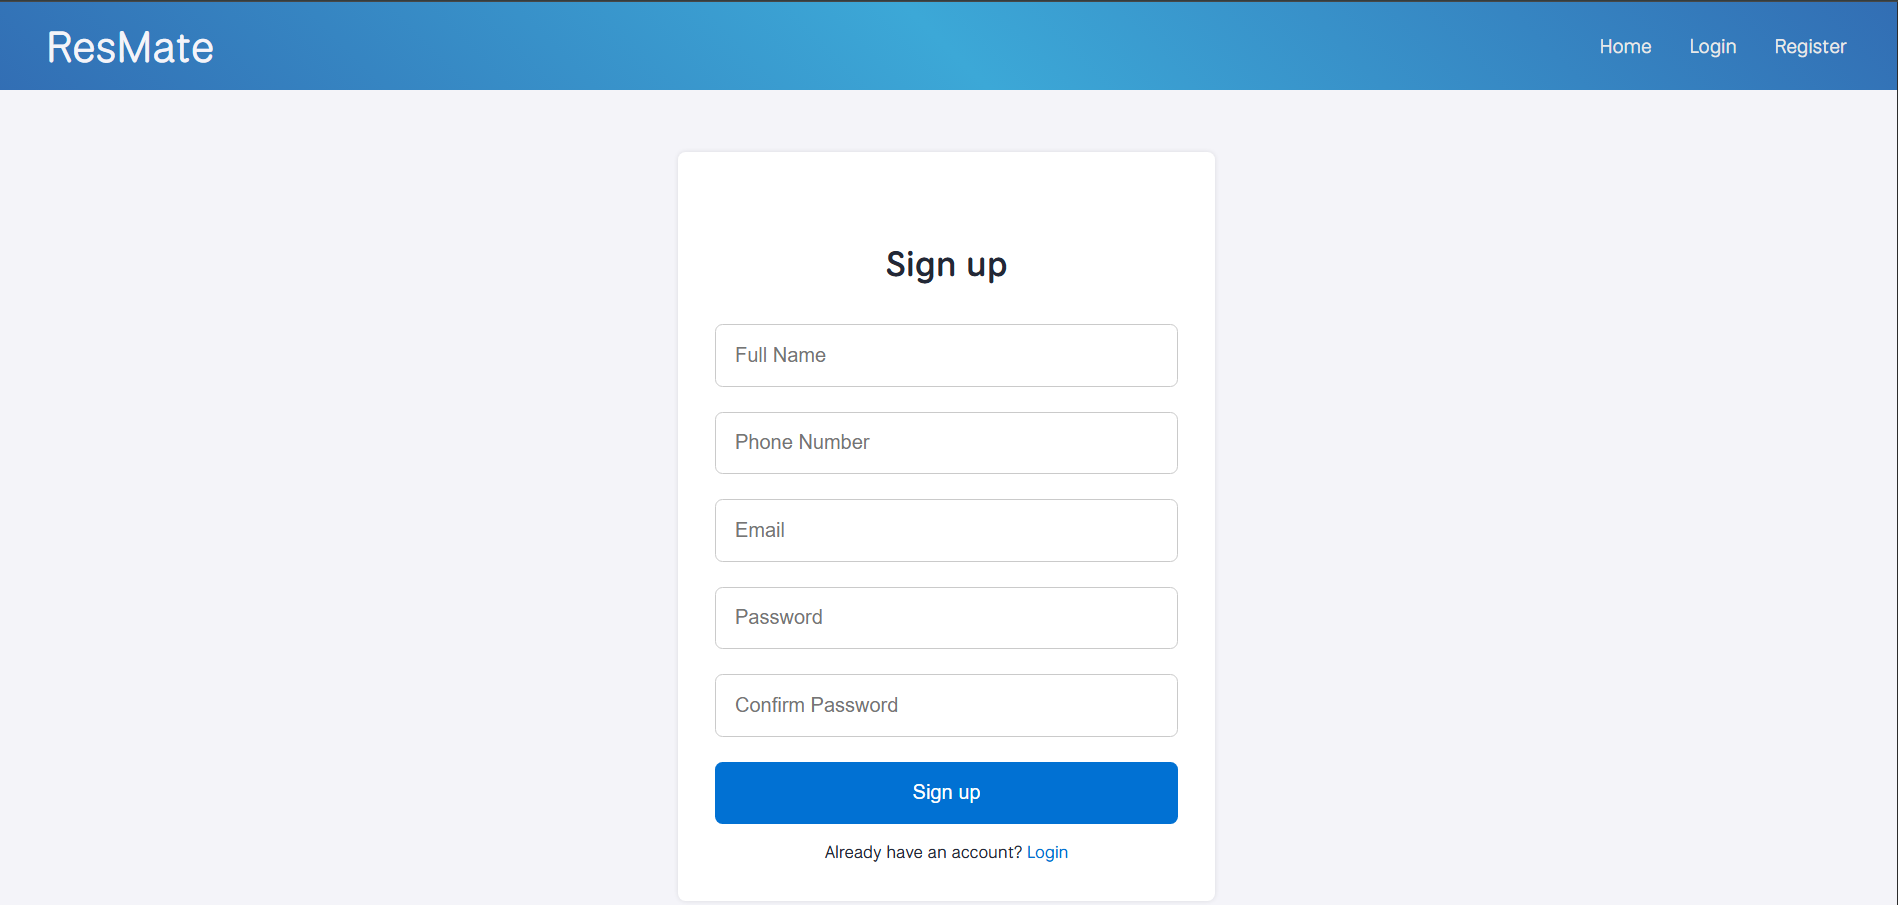 ResMate
Home Login Register
Sign up
Full Name
Phone Number
Email
Password
Confirm Password
Sign up
Already have an account? Login